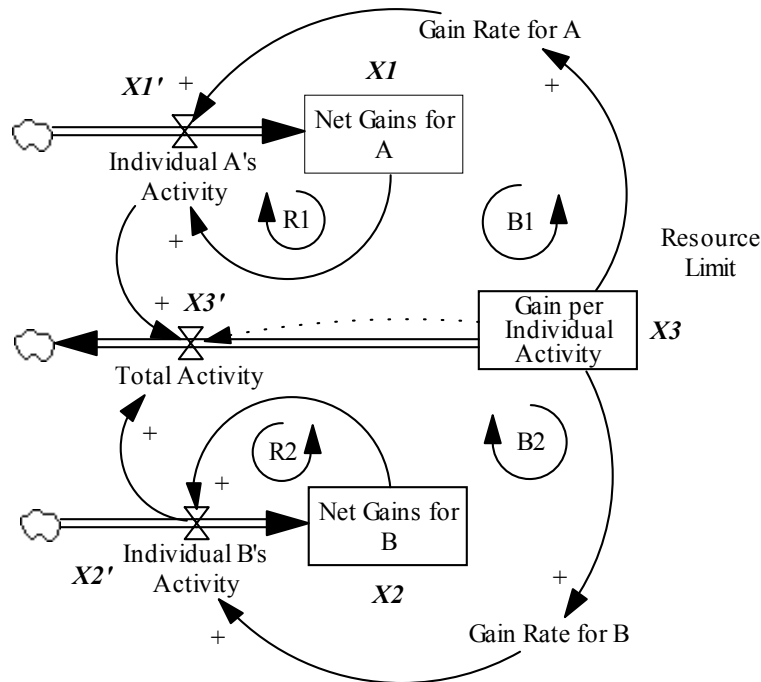 Gain Rate for A
X1
X1'
+
+
Net Gains for
A
Individual A's
Activity
R1
B1
+
Resource
Limit
+
X3'
Gain per
Individual
Activity
X3
Total Activity
+
R2
B2
+
Net Gains for
B
Individual B's
Activity
X2'
X2
+
+
Gain Rate for B